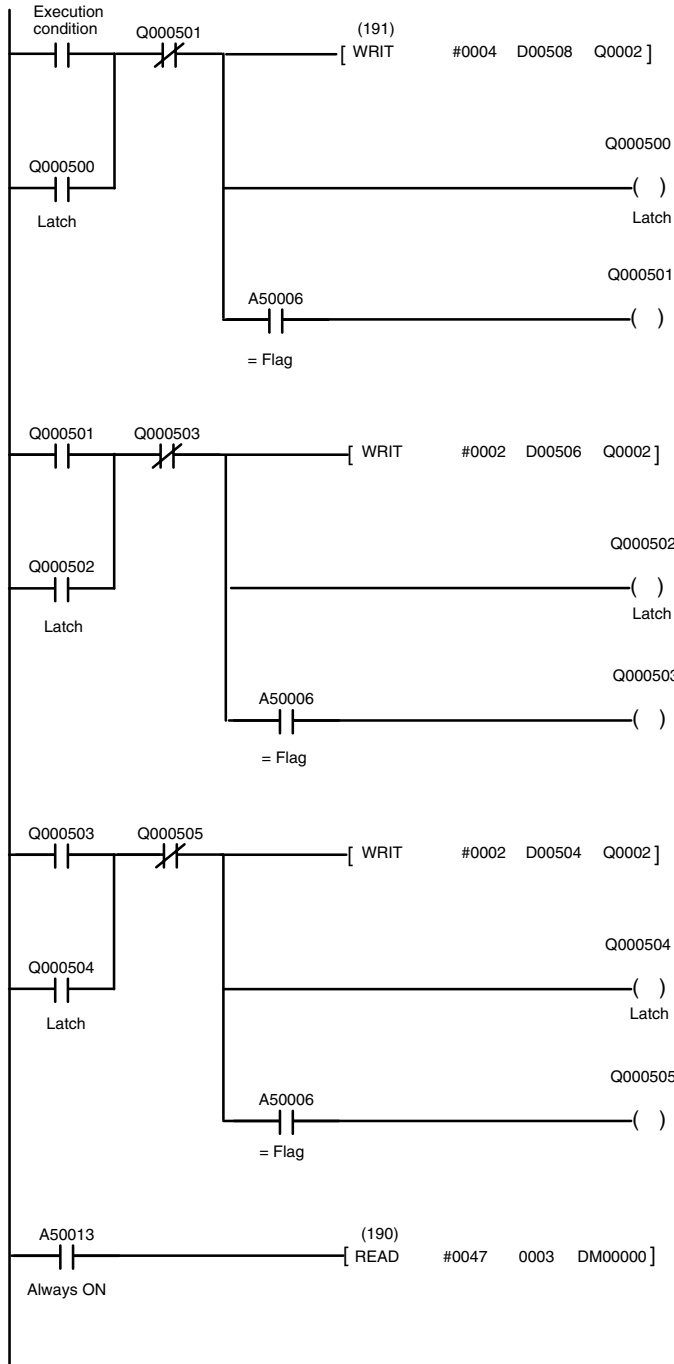 Execution
condition
Q000501
(191)
[ WRIT #0004 D00508 Q0002 ]
Q000500
Q000500
( )
Latch
Latch
Q000501
A50006
( )
= Flag
Q000501 Q000503
[ WRIT #0002 D00506 Q0002 ]
Q000502
Q000502
( )
Latch
Latch
Q000503
A50006
( )
= Flag
Q000503 Q000505
[ WRIT #0002 D00504 Q0002 ]
Q000504
Q000504
( )
Latch
Latch
Q000505
A50006
( )
= Flag
A50013 (190)
[ READ #0047 0003 DM00000 ]
Always ON